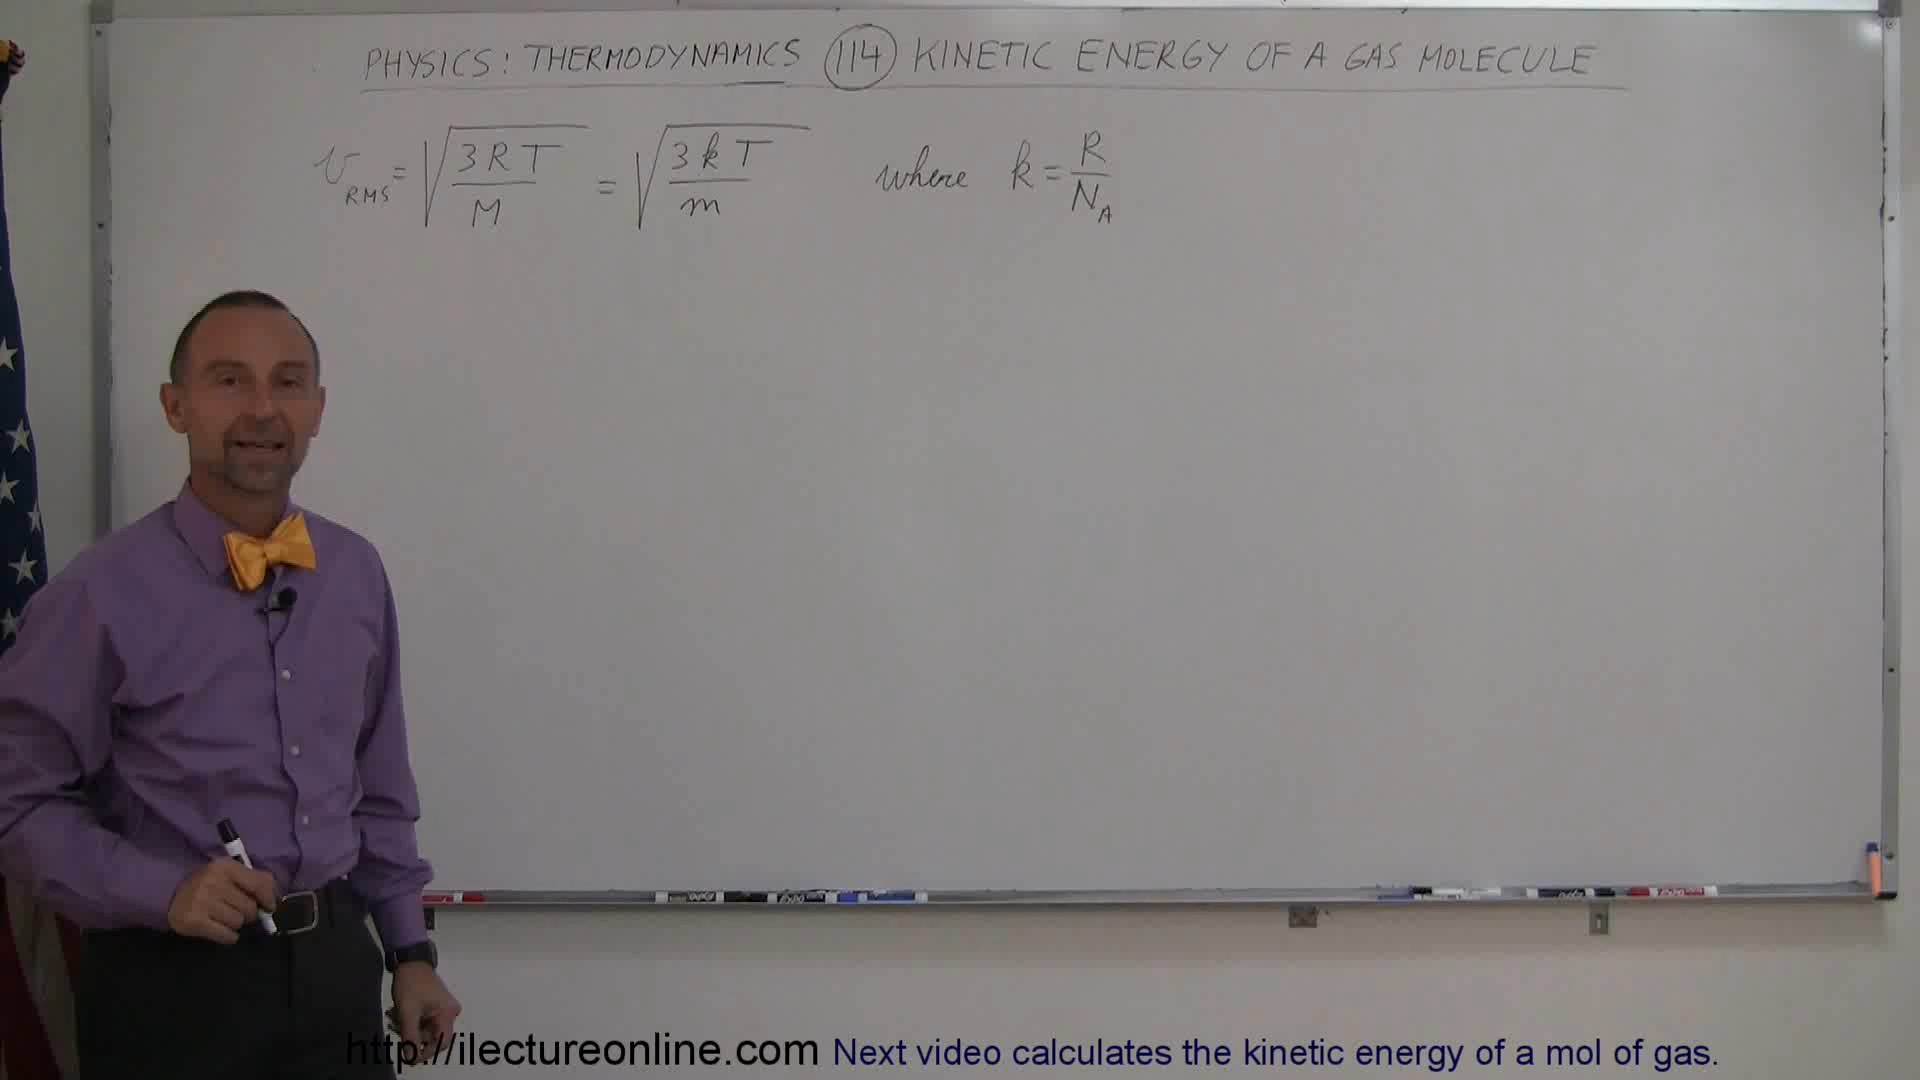 PHYSICS: THERMODYNAMICS (114) KINETIC ENERGY OF A GAS MOLECULE
v_RMS = √(3RT/M) = √(3kT/m) where k = R/N_A
http://ilectureonline.com Next video calculates the kinetic energy of a mol of gas.